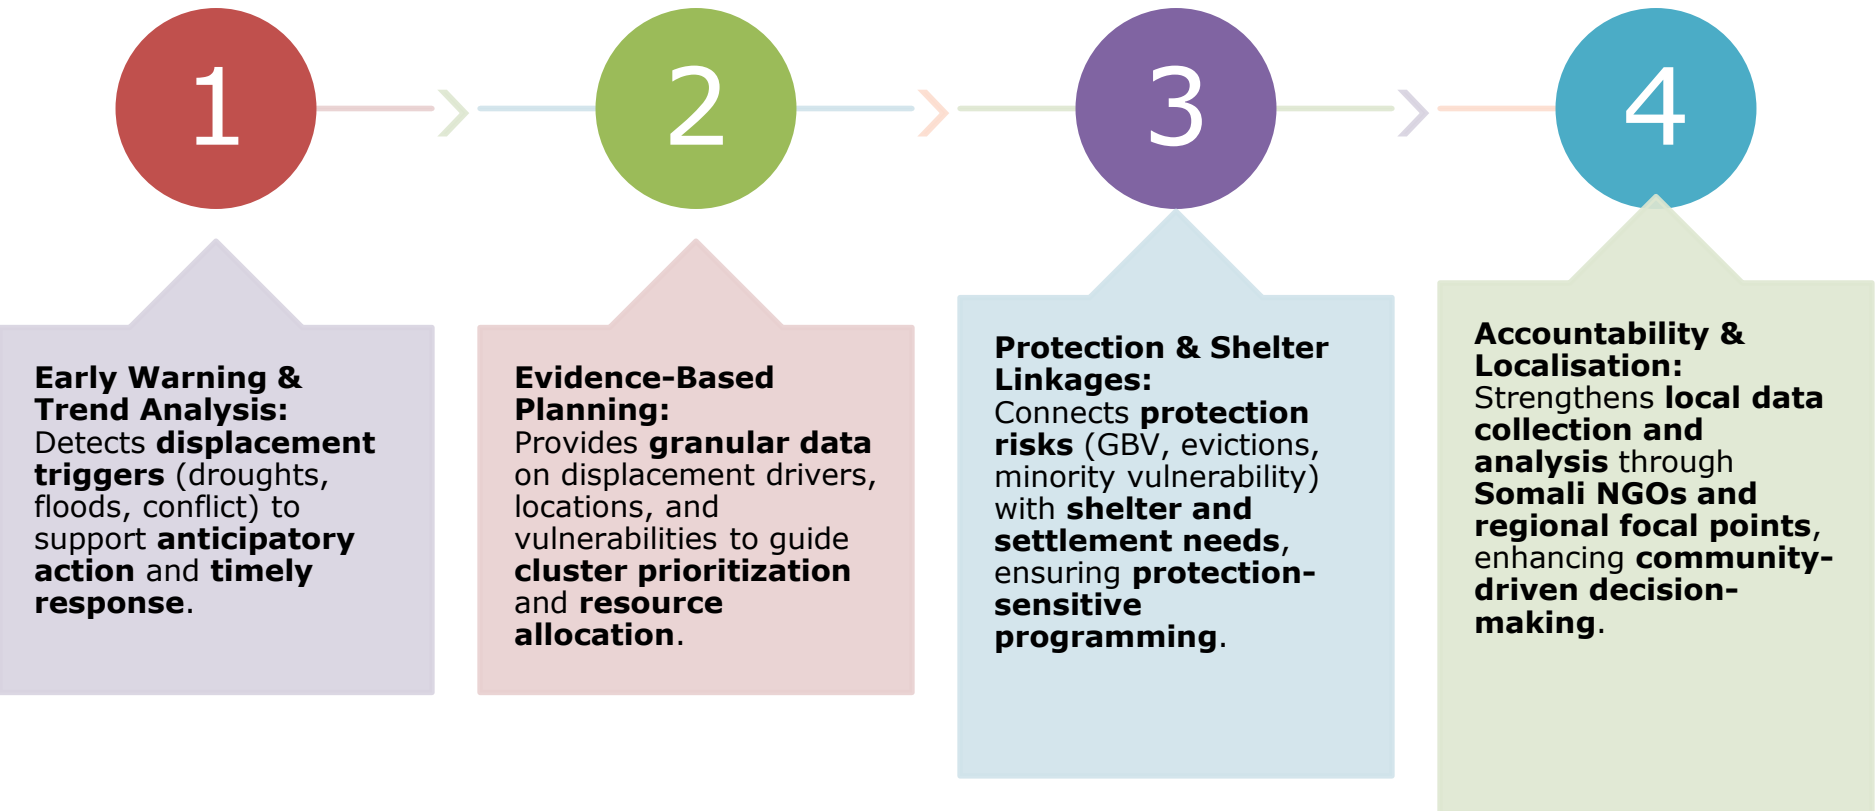 1
2
3
4
Early Warning &
Trend Analysis:
Detects displacement
triggers (droughts,
floods, conflict) to
support anticipatory
action and timely
response.
Evidence-Based
Planning:
Provides granular data
on displacement drivers,
locations, and
vulnerabilities to guide
cluster prioritization
and resource
allocation.
Protection & Shelter
Linkages:
Connects protection
risks (GBV, evictions,
minority vulnerability)
with shelter and
settlement needs,
ensuring protection-
sensitive
programming.
Accountability &
Localisation:
Strengthens local data
collection and
analysis through
Somali NGOs and
regional focal points,
enhancing community-
driven decision-
making.